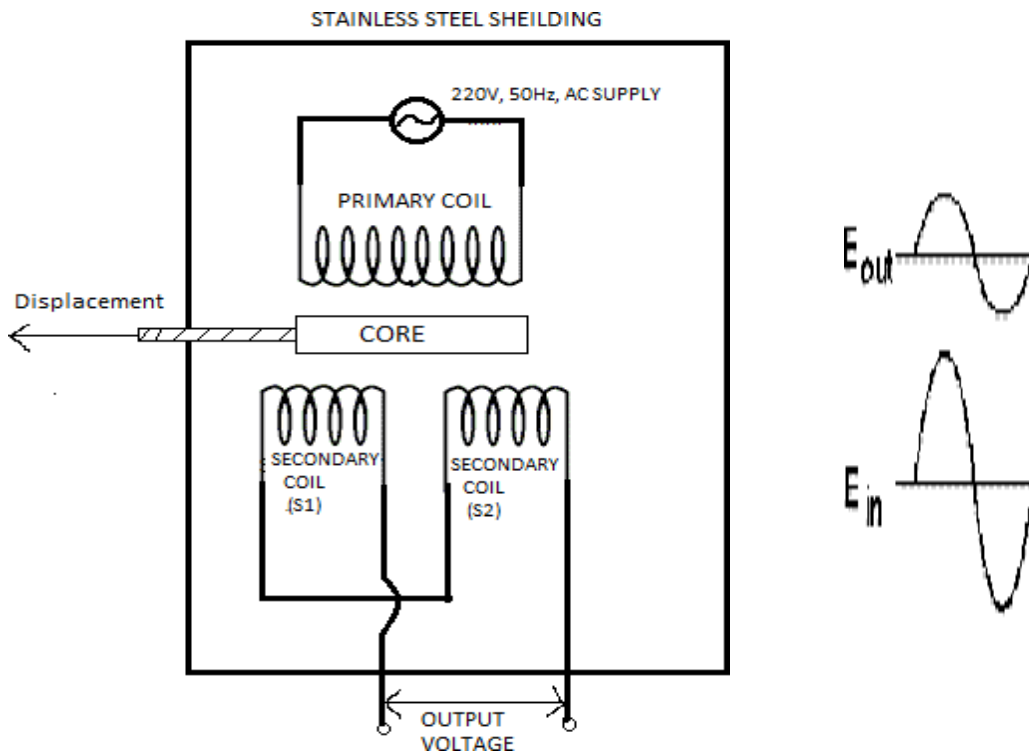 STAINLESS STEEL SHEILDING
220V, 50Hz, AC SUPPLY
PRIMARY COIL
Displacement
CORE
SECONDARY
COIL
.(S1)
SECONDARY
COIL
(S2)
OUTPUT
VOLTAGE
Eout
Ein